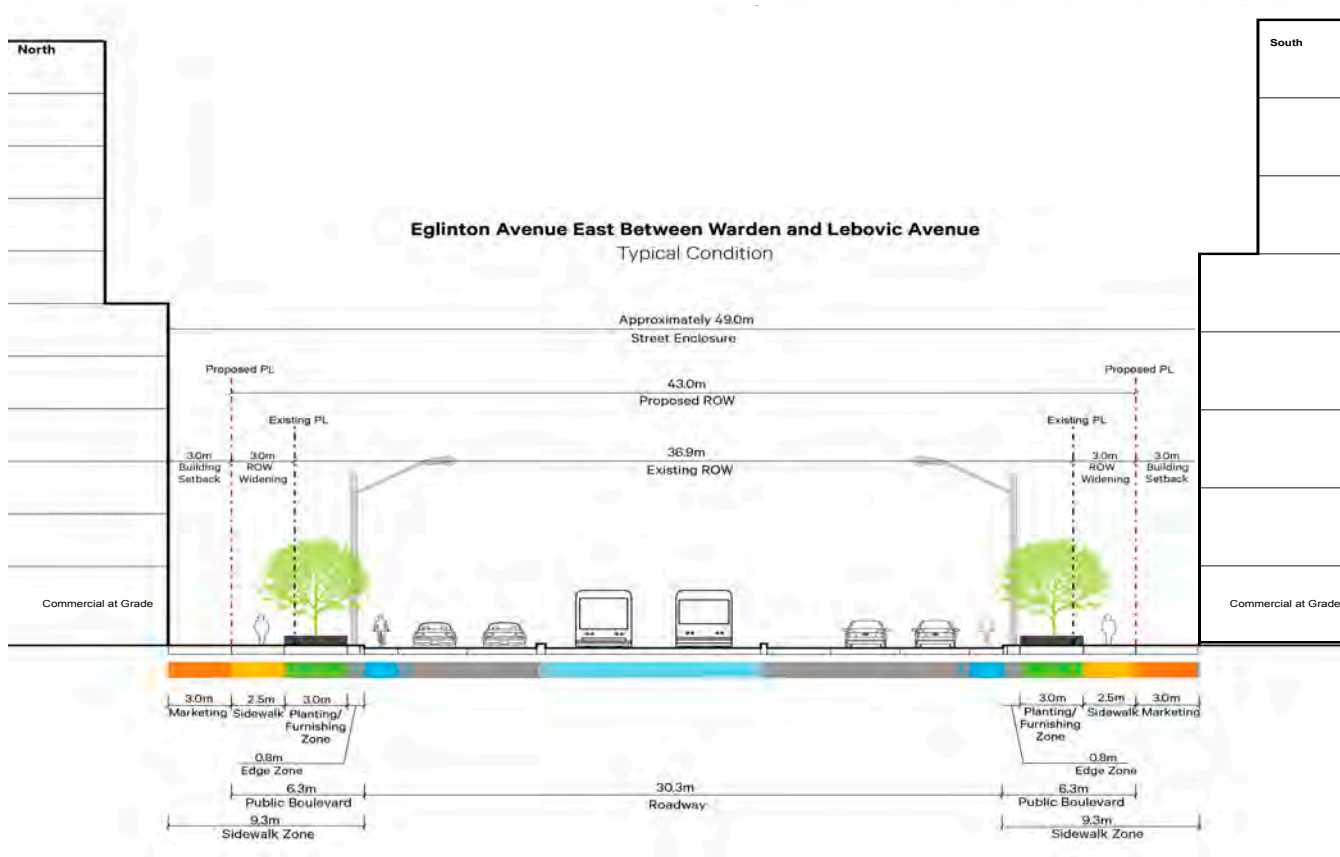 North
South
Eglinton Avenue East Between Warden and Lebovic Avenue
Typical Condition
Approximately 49.0m
Street Enclosure
Proposed PL
Proposed PL
43.0m
Proposed ROW
Existing PL
Existing PL
3.0m
Building
Setback
3.0m
ROW
Widening
36.9m
Existing ROW
3.0m
ROW
Widening
3.0m
Building
Setback
Commercial at Grade
Commercial at Grade
3.0m
Marketing
2.5m
Sidewalk
3.0m
Planting/
Furnishing
Zone
3.0m
Planting/
Furnishing
Zone
2.5m
Sidewalk
3.0m
Marketing
0.8m
Edge Zone
0.8m
Edge Zone
6.3m
Public Boulevard
30.3m
Roadway
6.3m
Public Boulevard
9.3m
Sidewalk Zone
9.3m
Sidewalk Zone